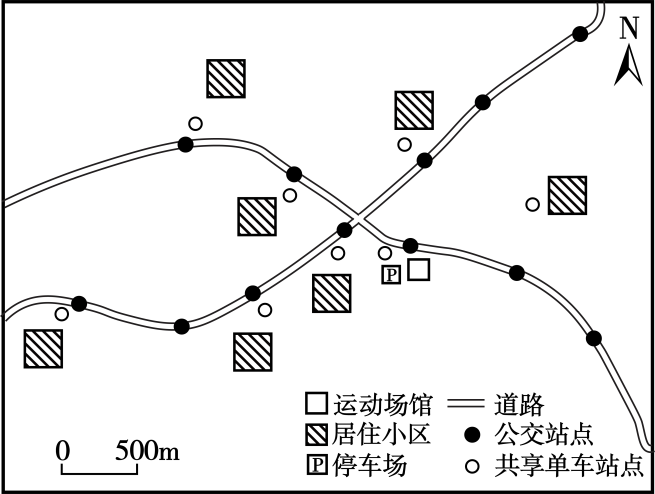 N
P
运动场馆 道路
居住小区 公交站点
P 停车场 共享单车站点
0 500m